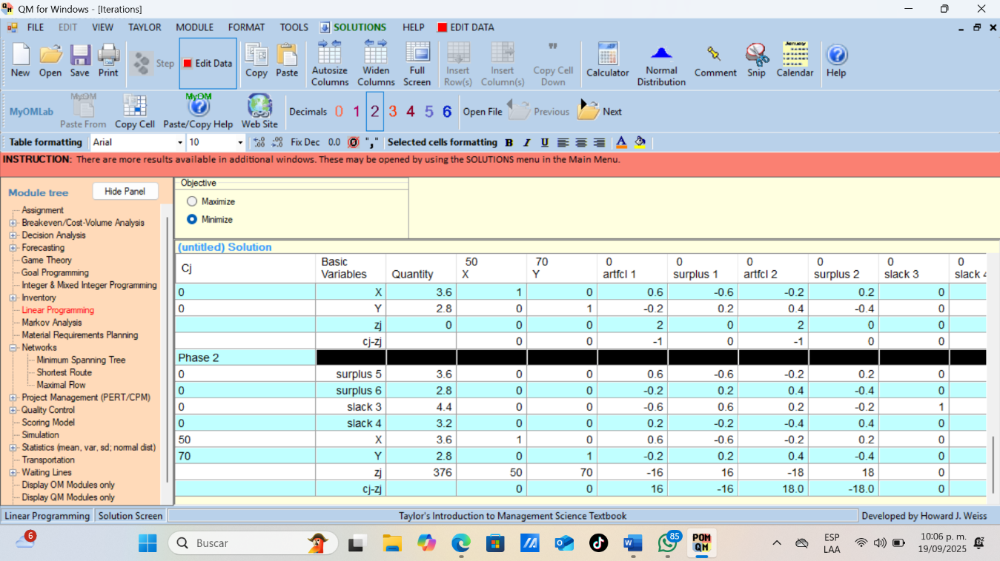 QM for Windows - [Iterations]
FILE EDIT VIEW TAYLOR MODULE FORMAT TOOLS SOLUTIONS HELP EDIT DATA
New Open Save Print Step Edit Data Copy Paste Autosize Columns Widen Columns Full Screen Insert Row(s) Insert Column(s) Copy Cell Down Calculator Normal Distribution Comment Snip Calendar Help
MyOMLab Paste From Copy Cell Paste/Copy Help Web Site Decimals 0 1 2 3 4 5 6 Open File Previous Next
Table formatting Arial 10 Fix Dec 0.0 "," Selected cells formatting B I U A
INSTRUCTION: There are more results available in additional windows. These may be opened by using the SOLUTIONS menu in the Main Menu.
Module tree
Hide Panel
Assignment
Breakeven/Cost-Volume Analysis
Decision Analysis
Forecasting
Game Theory
Goal Programming
Integer & Mixed Integer Programming
Inventory
Linear Programming
Markov Analysis
Material Requirements Planning
Networks
Minimum Spanning Tree
Shortest Route
Maximal Flow
Project Management (PERT/CPM)
Quality Control
Scoring Model
Simulation
Statistics (mean, var, sd; normal dist)
Transportation
Waiting Lines
Display OM Modules only
Display QM Modules only
Objective
Maximize
Minimize
(untitled) Solution
Cj Basic Variables Quantity 50 X 70 Y 0 artfcl 1 0 surplus 1 0 artfcl 2 0 surplus 2 0 slack 3 0 slack 4
0 X 3.6 1 0 0.6 -0.6 -0.2 0.2 0
0 Y 2.8 0 1 -0.2 0.2 0.4 -0.4 0
zj 0 0 0 2 0 2 0 0
cj-zj 0 0 -1 0 -1 0 0
Phase 2
0 surplus 5 3.6 0 0 0.6 -0.6 -0.2 0.2 0
0 surplus 6 2.8 0 0 -0.2 0.2 0.4 -0.4 0
0 slack 3 4.4 0 0 -0.6 0.6 0.2 -0.2 1
0 slack 4 3.2 0 0 0.2 -0.2 -0.4 0.4 0
50 X 3.6 1 0 0.6 -0.6 -0.2 0.2 0
70 Y 2.8 0 1 -0.2 0.2 0.4 -0.4 0
zj 376 50 70 -16 16 -18 18 0
cj-zj 0 0 16 -16 18.0 -18.0 0
Linear Programming Solution Screen Taylor's Introduction to Management Science Textbook Developed by Howard J. Weiss
6 Buscar 85 POM QM ESP LAA 10:06 p. m. 19/09/2025